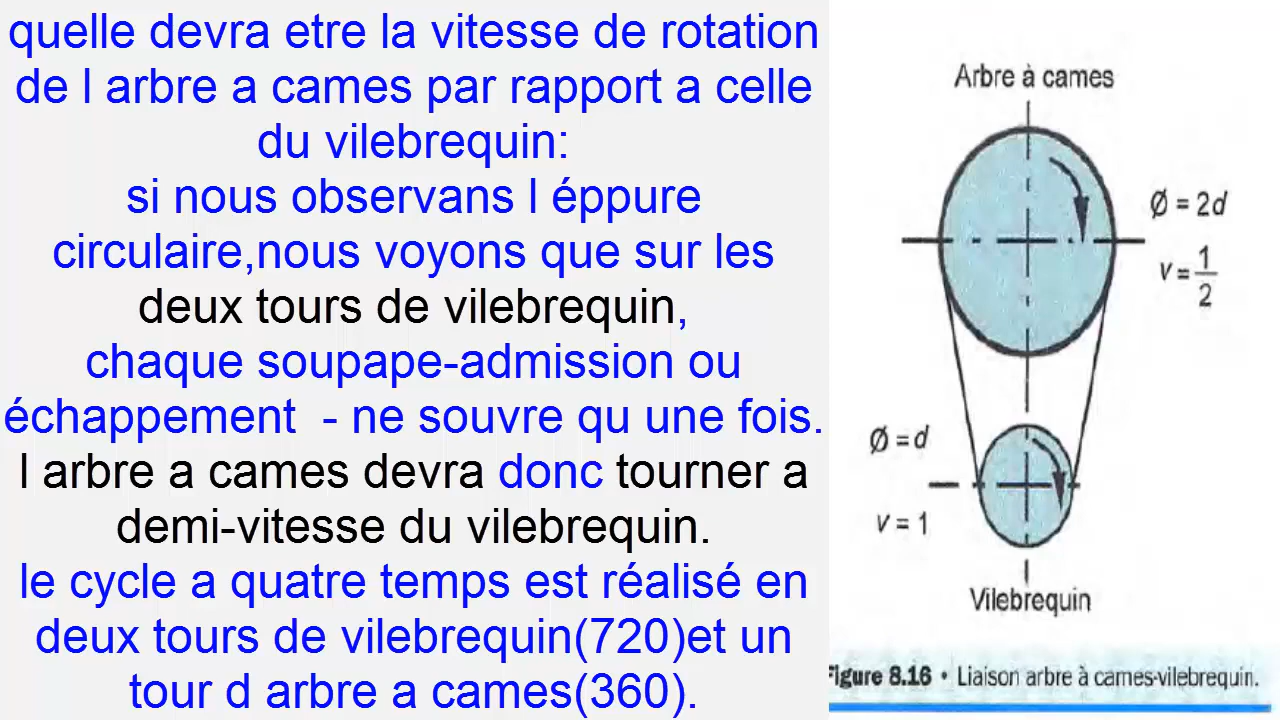 quelle devra etre la vitesse de rotation
de l arbre a cames par rapport a celle
du vilebrequin:
si nous observans l éppure
circulaire,nous voyons que sur les
deux tours de vilebrequin,
chaque soupape-admission ou
échappement - ne souvre qu une fois.
l arbre a cames devra donc tourner a
demi-vitesse du vilebrequin.
le cycle a quatre temps est réalisé en
deux tours de vilebrequin(720)et un
tour d arbre a cames(360).
Arbre à cames
Ø = 2d
v = 1/2
Ø = d
v = 1
Vilebrequin
Figure 8.16 • Liaison arbre à cames-vilebrequin.